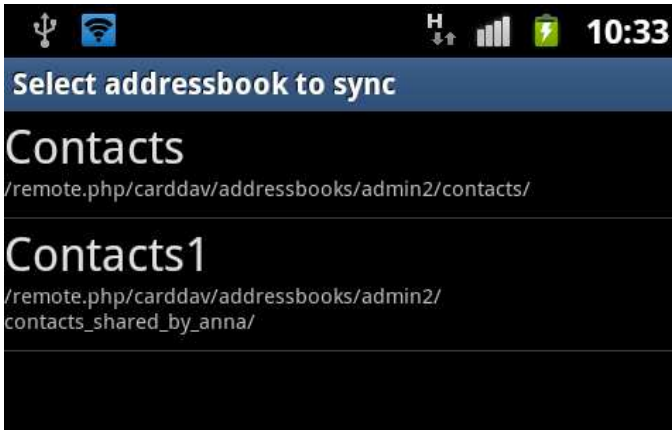 H 10:33
Select addressbook to sync
Contacts
/remote.php/carddav/addressbooks/admin2/contacts/
Contacts1
/remote.php/carddav/addressbooks/admin2/
contacts_shared_by_anna/